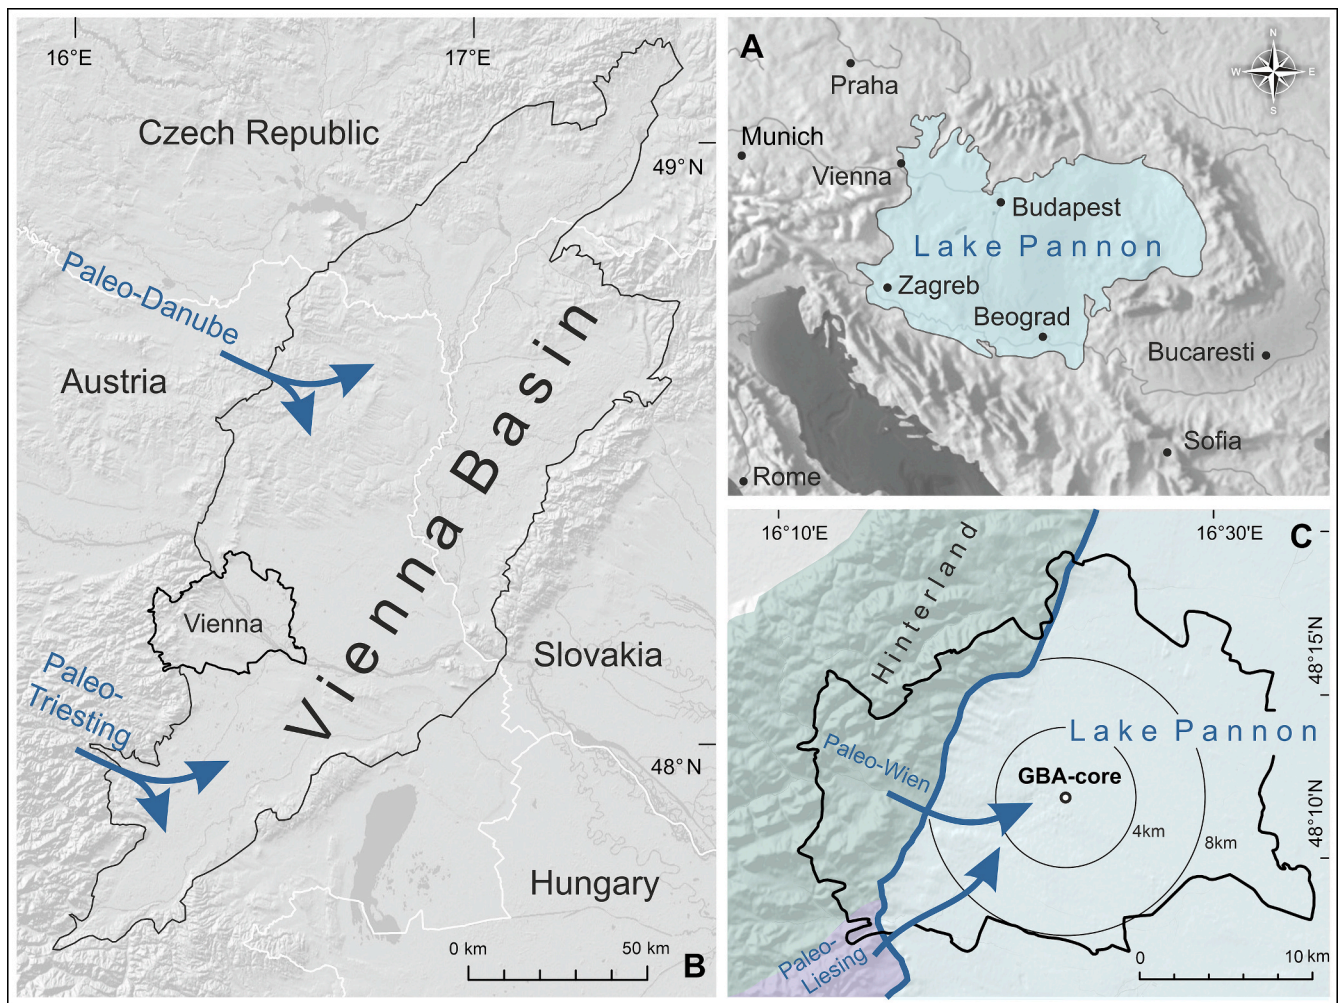 16°E
17°E
Czech Republic
49°N
Paleo-Danube
Austria
Vienna Basin
Vienna
Slovakia
Paleo-
Triesting
48°N
Hungary
0 km
50 km
B
A
N
W
E
S
Praha
Munich
Vienna
Budapest
Lake Pannon
Zagreb
Beograd
Bucaresti
Sofia
Rome
16°10'E
16°30'E
C
Hinterland
48°15'N
Lake Pannon
Paleo-Wien
GBA-core
4km
8km
48°10'N
Paleo-
Liesing
0
10 km